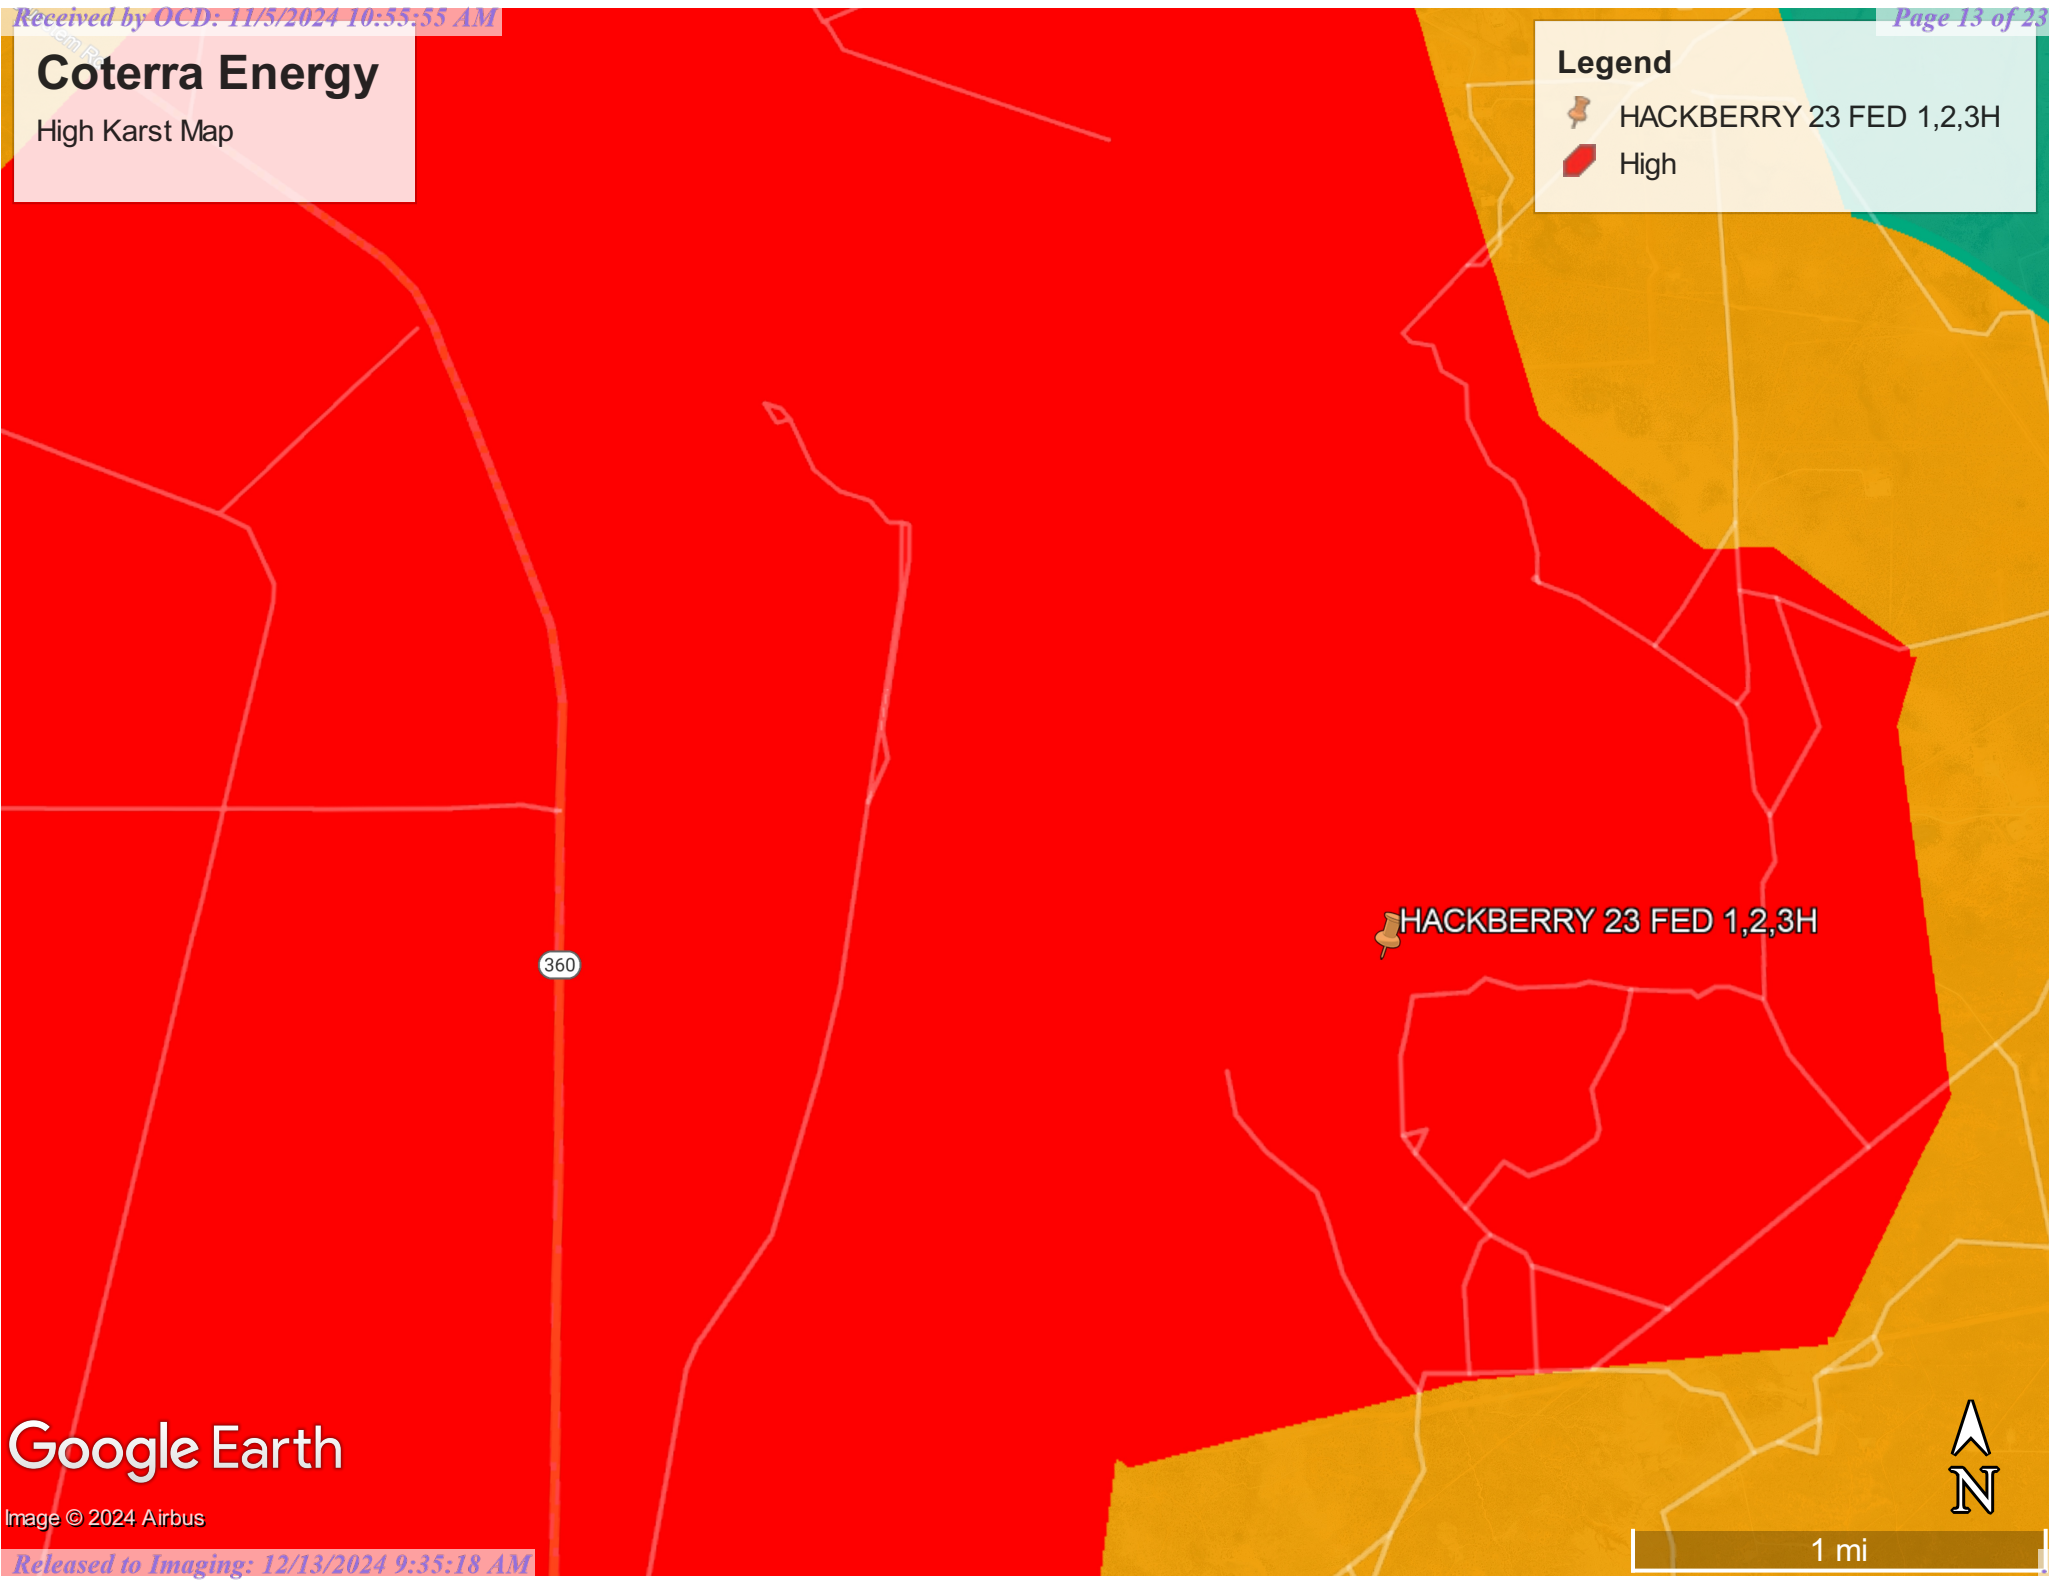 Received by OCD: 11/5/2024 10:55:55 AM
Page 13 of 23
Coterra Energy
High Karst Map
Legend
HACKBERRY 23 FED 1,2,3H
High
HACKBERRY 23 FED 1,2,3H
360
Google Earth
Image © 2024 Airbus
N
1 mi
Released to Imaging: 12/13/2024 9:35:18 AM